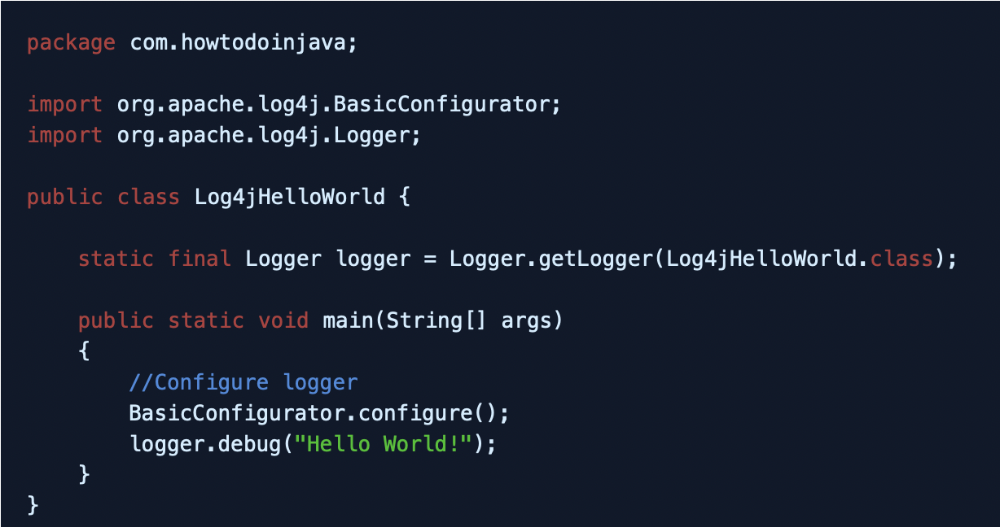 package com.howtodoinjava;
import org.apache.log4j.BasicConfigurator;
import org.apache.log4j.Logger;
public class Log4jHelloWorld {
static final Logger logger = Logger.getLogger(Log4jHelloWorld.class);
public static void main(String[] args)
{
//Configure logger
BasicConfigurator.configure();
logger.debug("Hello World!");
}
}